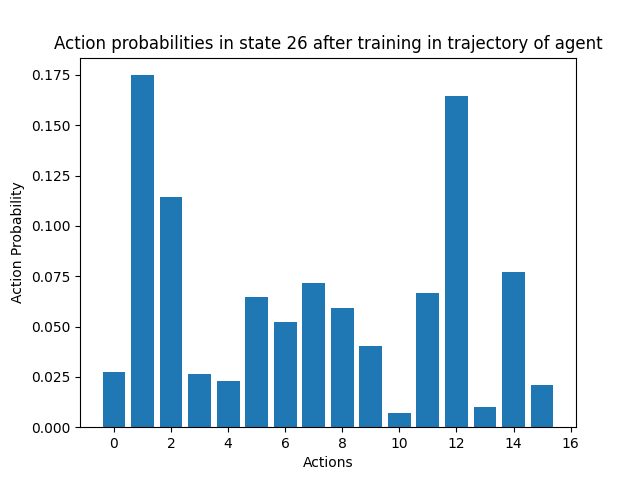 Action probabilities in state 26 after training in trajectory of agent
0.175
0.150
0.125
0.100
0.075
0.050
0.025
0.000
Action Probability
0 2 4 6 8 10 12 14 16
Actions